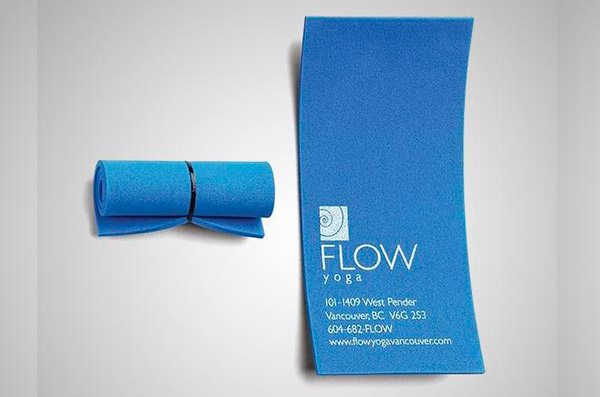 FLOW
yoga
101-1409 West Pender
Vancouver, BC V6G 2S3
604-682-FLOW
www.flowyogavancouver.com